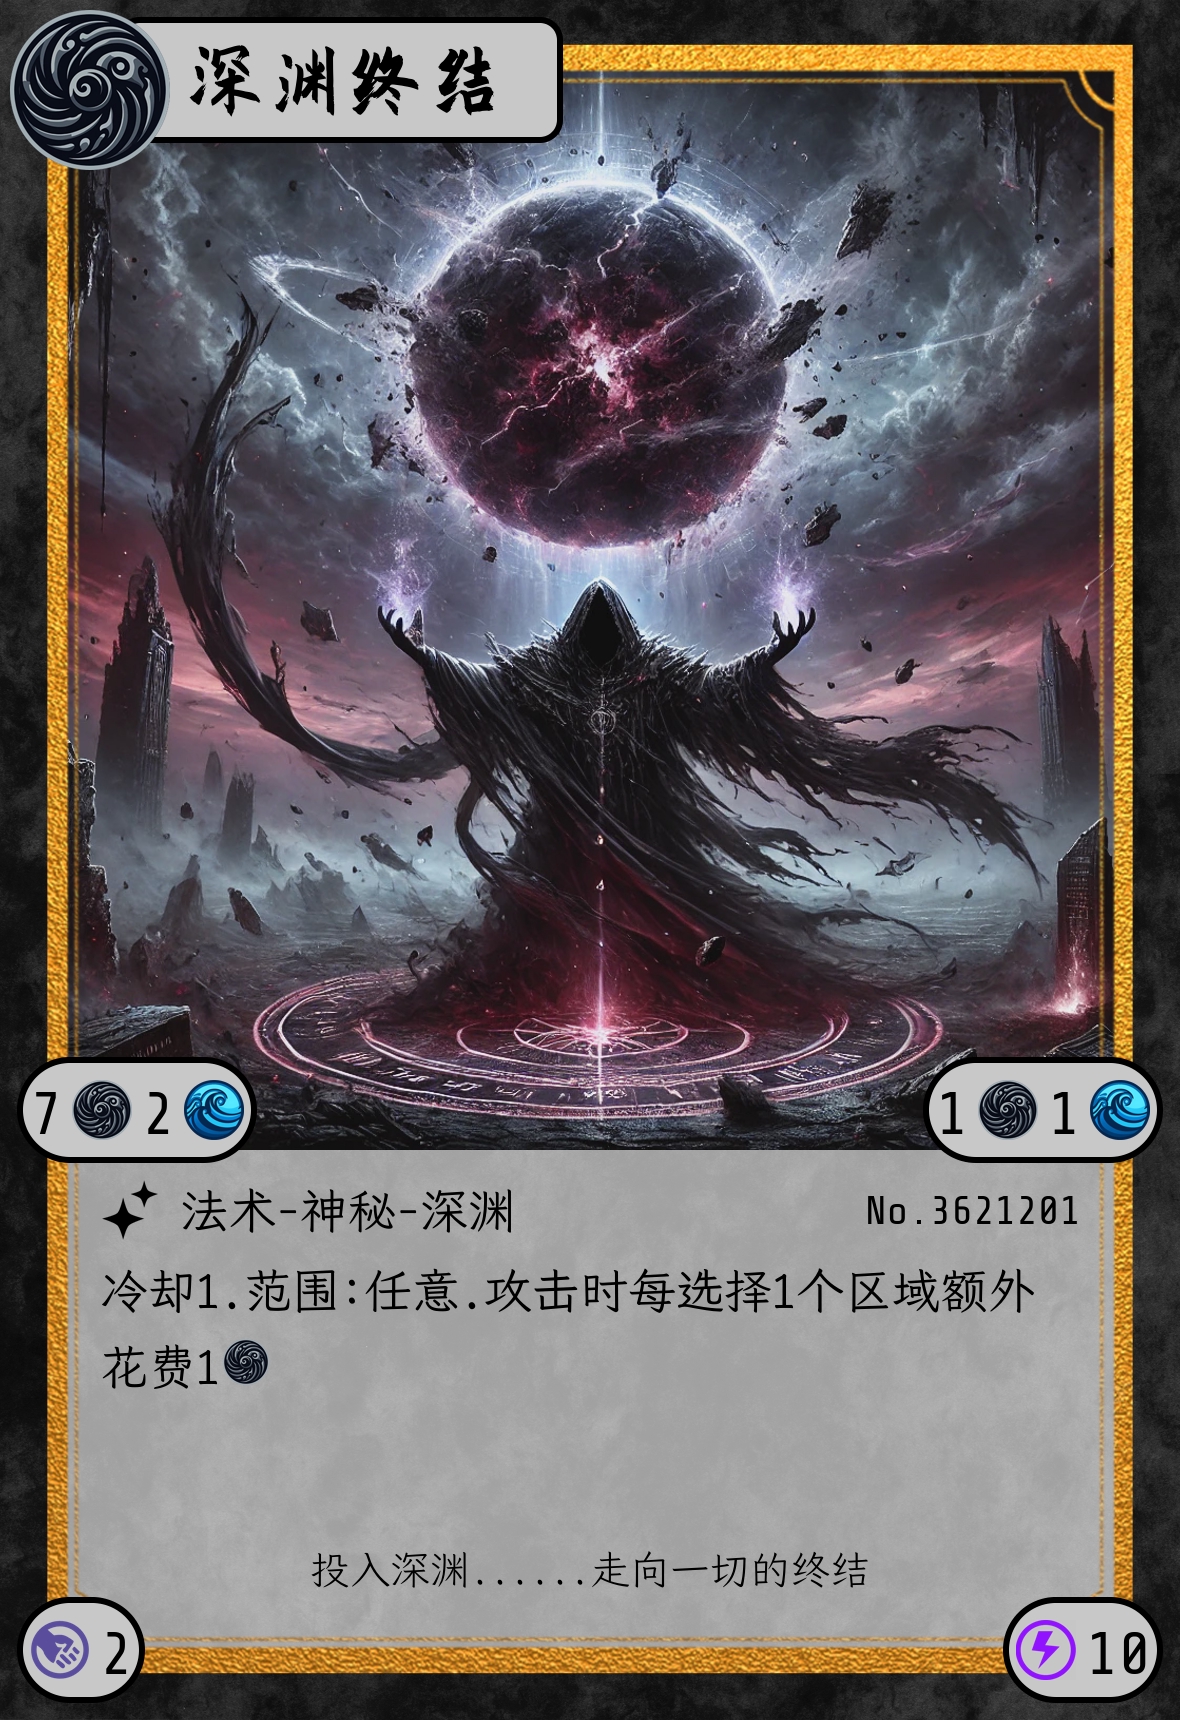 深渊终结
7 2
1 1
法术-神秘-深渊
No.3621201
冷却1.范围:任意.攻击时每选择1个区域额外
花费1
投入深渊......走向一切的终结
2
10